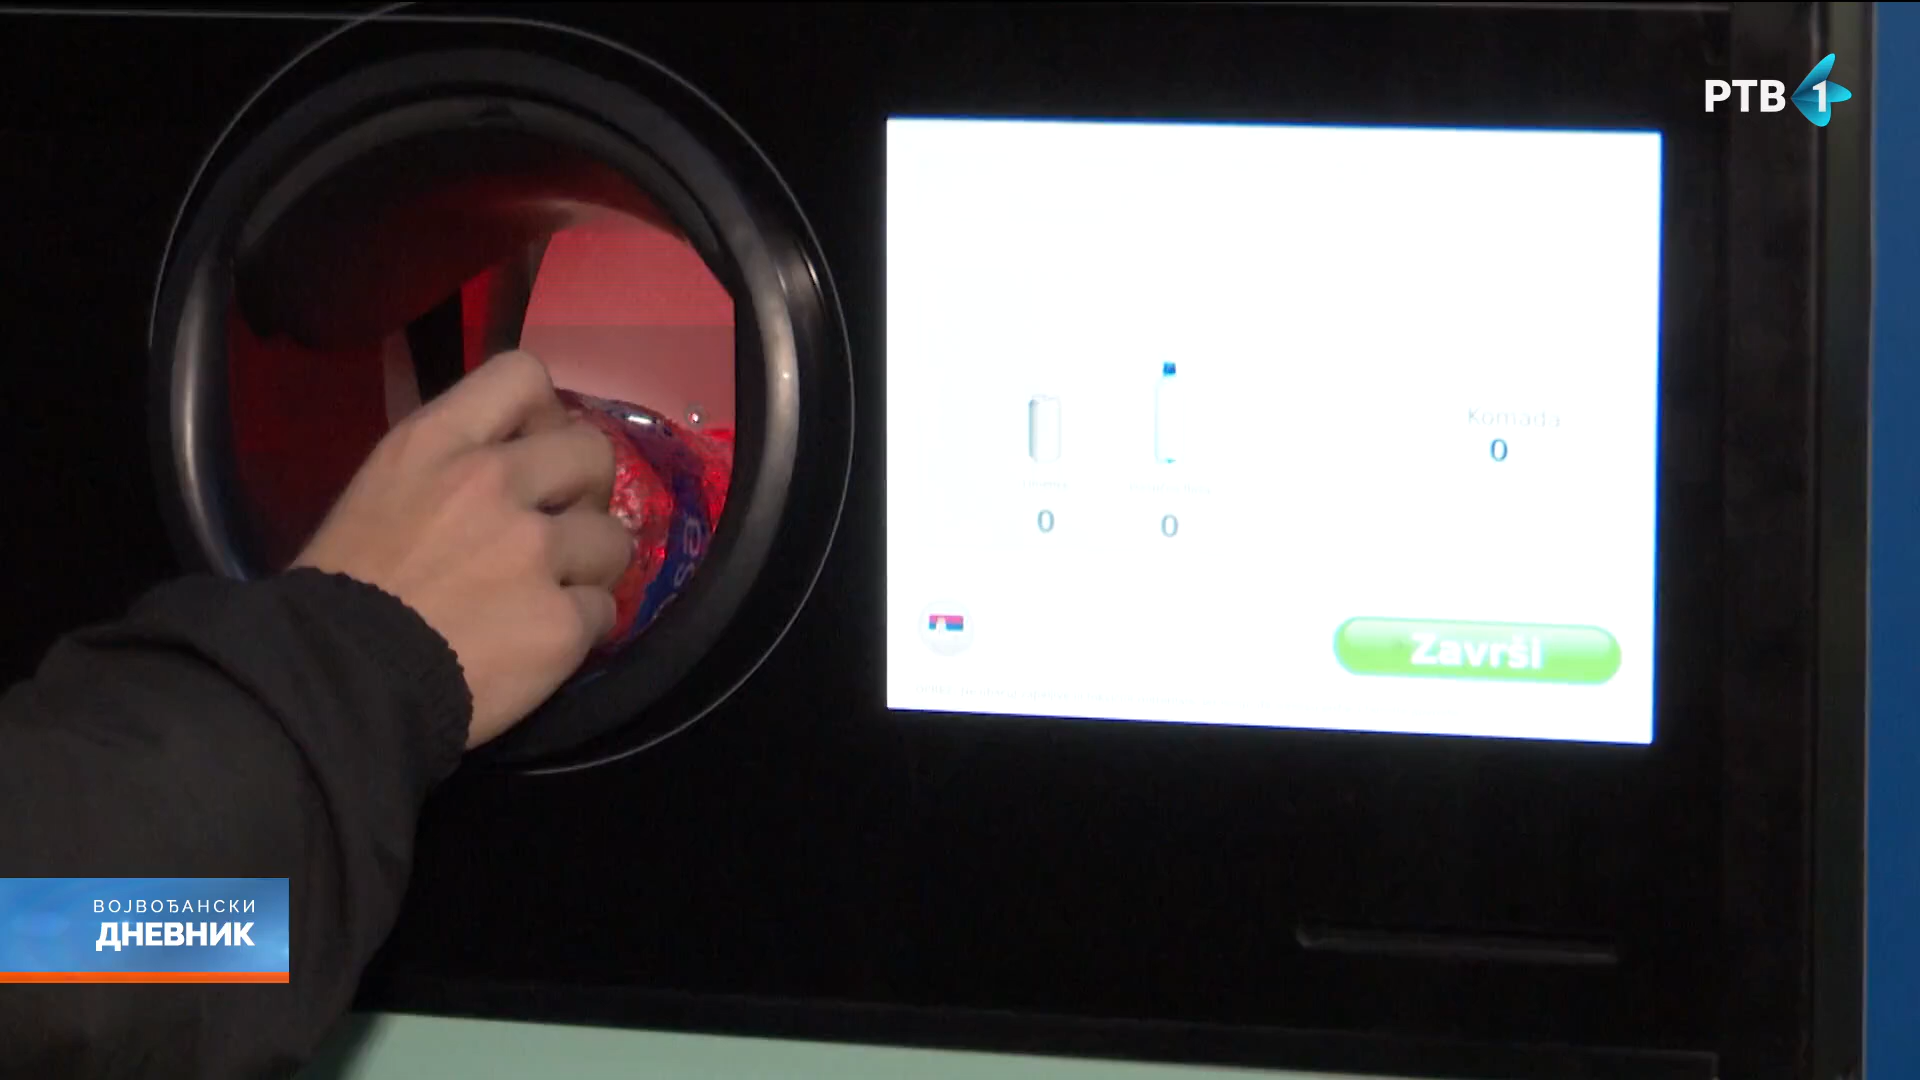 РТВ 1
Komada
0
0
0
Završi
ВОЈВОЂАНСКИ
ДНЕВНИК